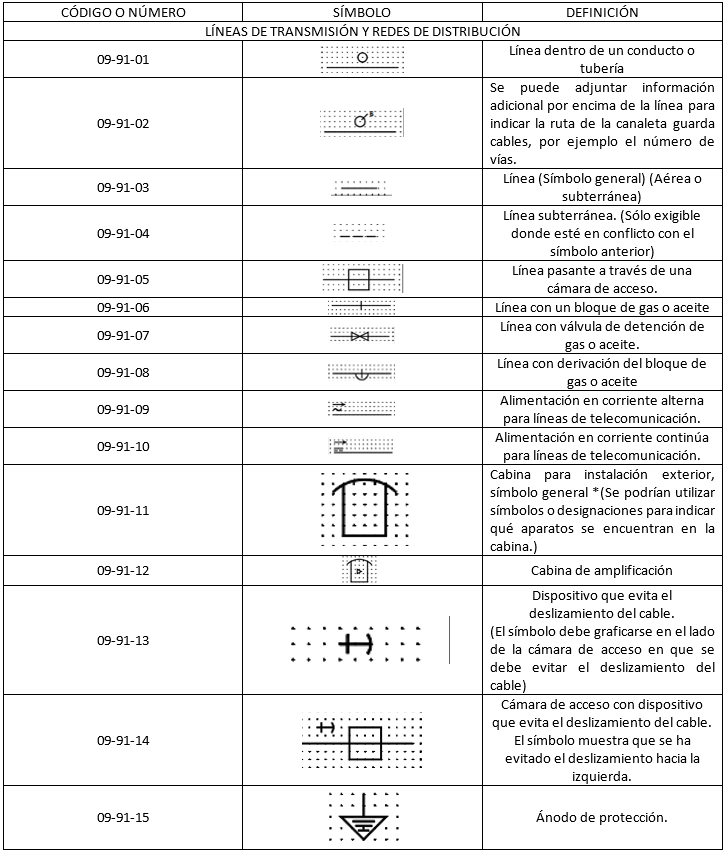 CÓDIGO O NÚMERO SÍMBOLO DEFINICIÓN
LÍNEAS DE TRANSMISIÓN Y REDES DE DISTRIBUCIÓN
09-91-01
Línea dentro de un conducto o
tubería
09-91-02
Se puede adjuntar información
adicional por encima de la línea para
indicar la ruta de la canaleta guarda
cables, por ejemplo el número de
vías.
09-91-03
Línea (Símbolo general) (Aérea o
subterránea)
09-91-04
Línea subterránea. (Sólo exigible
donde esté en conflicto con el
símbolo anterior)
09-91-05
Línea pasante a través de una
cámara de acceso.
09-91-06
Línea con un bloque de gas o aceite
09-91-07
Línea con válvula de detención de
gas o aceite.
09-91-08
Línea con derivación del bloque de
gas o aceite
09-91-09
Alimentación en corriente alterna
para líneas de telecomunicación.
09-91-10
Alimentación en corriente continúa
para líneas de telecomunicación.
09-91-11
Cabina para instalación exterior,
símbolo general *(Se podrían utilizar
símbolos o designaciones para indicar
qué aparatos se encuentran en la
cabina.)
09-91-12
Cabina de amplificación
09-91-13
Dispositivo que evita el
deslizamiento del cable.
(El símbolo debe graficarse en el lado
de la cámara de acceso en que se
debe evitar el deslizamiento del
cable)
09-91-14
Cámara de acceso con dispositivo
que evita el deslizamiento del cable.
El símbolo muestra que se ha
evitado el deslizamiento hacia la
izquierda.
09-91-15
Ánodo de protección.